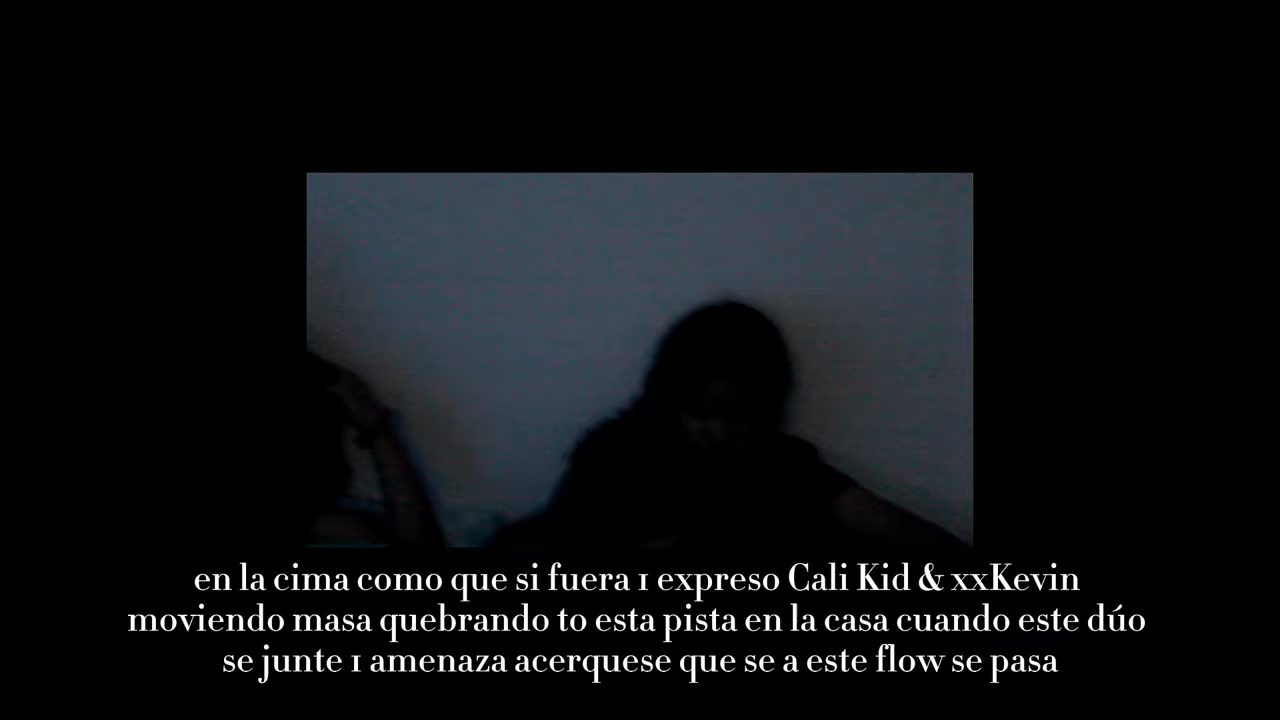 en la cima como que si fuera 1 expreso Cali Kid & xxKevin
moviendo masa quebrando to esta pista en la casa cuando este dúo
se junte 1 amenaza acerquese que se a este flow se pasa